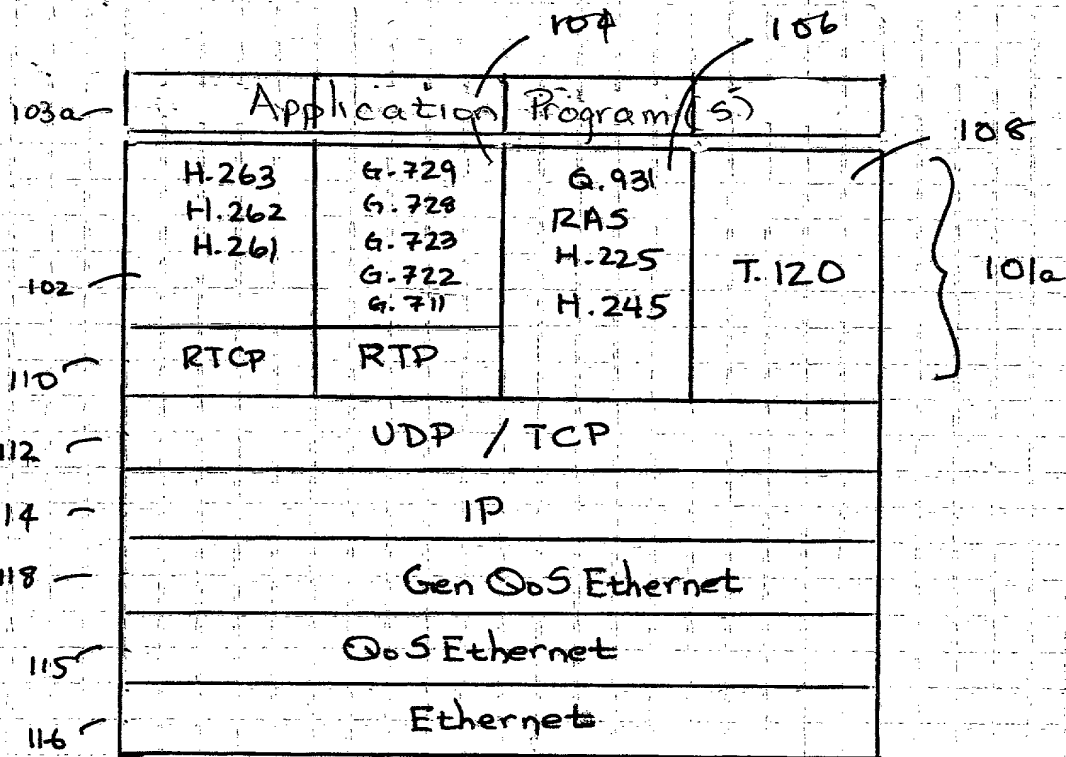 104 106
103a Application Program(s)
108
H.263 G.729 Q.931
H.262 G.728 RAS
H.261 G.723 H.225
102 G.722 H.245 T.120 101a
G.711
110 RTCP RTP
112 UDP / TCP
14 IP
118 Gen QoS Ethernet
115 QoS Ethernet
116 Ethernet